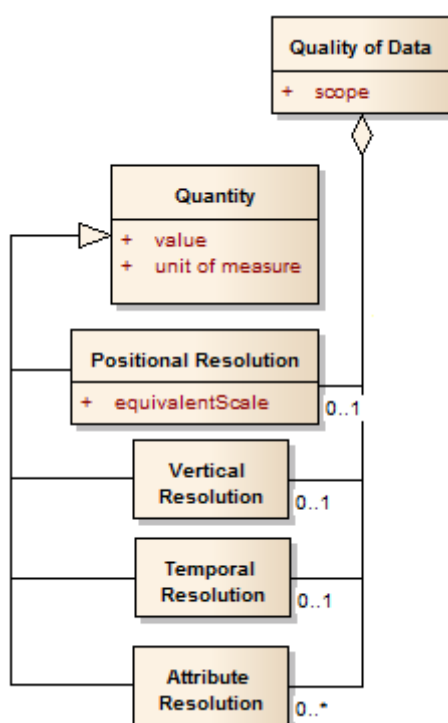 Quality of Data
+ scope
Quantity
+ value
+ unit of measure
Positional Resolution
+ equivalentScale
0..1
Vertical
Resolution
0..1
Temporal
Resolution
0..1
Attribute
Resolution
0..*